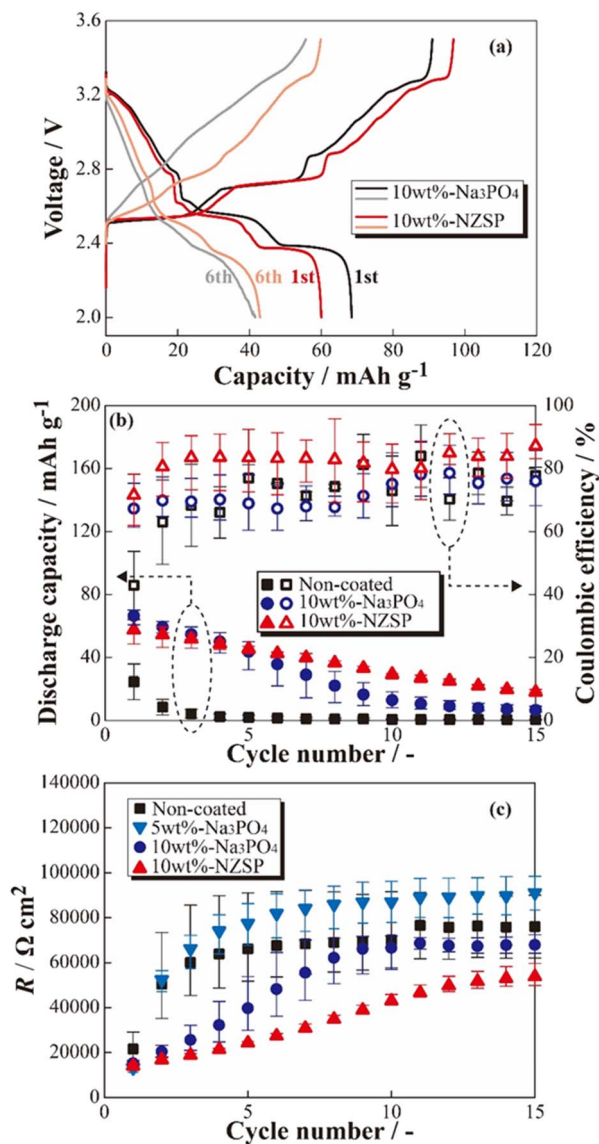 (a)
3.6
3.2
2.8
2.4
2.0
Voltage / V
10wt%-Na₃PO₄
10wt%-NZSP
6th 6th 1st 1st
0 20 40 60 80 100 120
Capacity / mAh g⁻¹
(b)
200
160
120
80
40
0
Discharge capacity / mAh g⁻¹
100
80
60
40
20
0
Coulombic efficiency / %
Non-coated
10wt%-Na₃PO₄
10wt%-NZSP
0 5 10 15
Cycle number / -
(c)
140000
120000
100000
80000
60000
40000
20000
0
R / Ω cm²
Non-coated
5wt%-Na₃PO₄
10wt%-Na₃PO₄
10wt%-NZSP
0 5 10 15
Cycle number / -